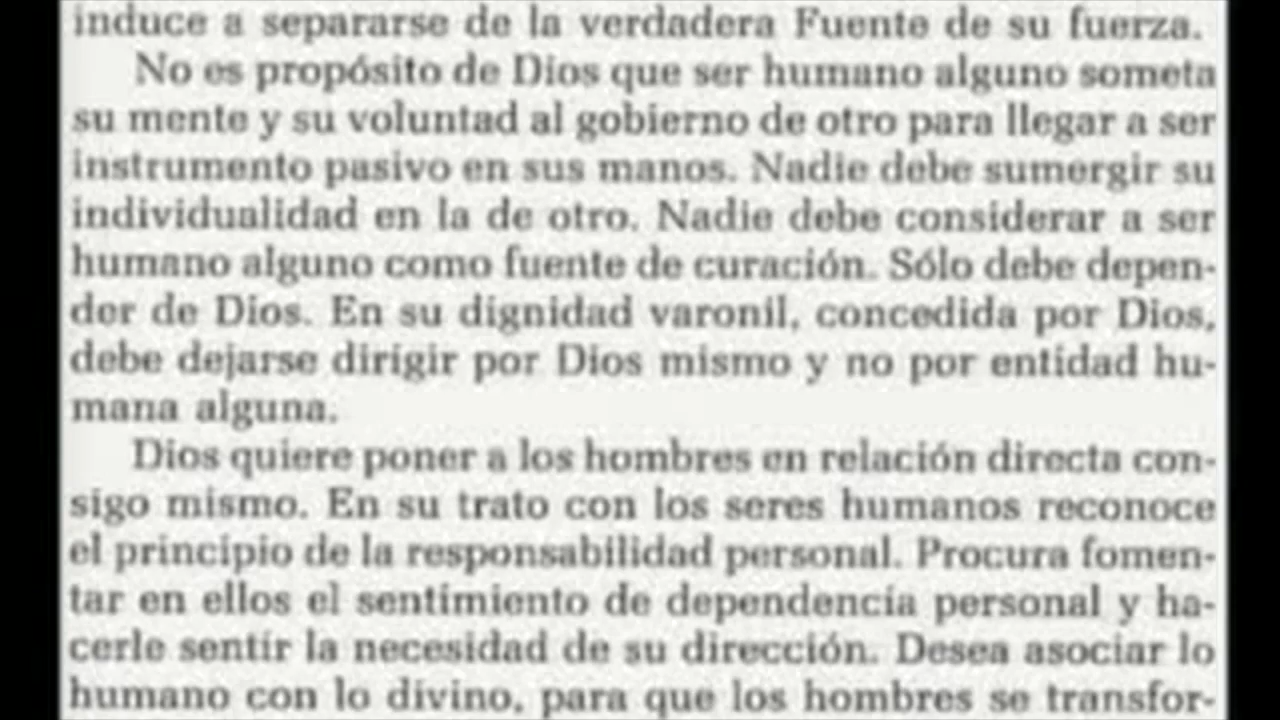 induce a separarse de la verdadera Fuente de su fuerza.
No es propósito de Dios que ser humano alguno someta
su mente y su voluntad al gobierno de otro para llegar a ser
instrumento pasivo en sus manos. Nadie debe sumergir su
individualidad en la de otro. Nadie debe considerar a ser
humano alguno como fuente de curación. Sólo debe depen-
der de Dios. En su dignidad varonil, concedida por Dios,
debe dejarse dirigir por Dios mismo y no por entidad hu-
mana alguna.
Dios quiere poner a los hombres en relación directa con-
sigo mismo. En su trato con los seres humanos reconoce
el principio de la responsabilidad personal. Procura fomen-
tar en ellos el sentimiento de dependencia personal y ha-
cerle sentir la necesidad de su dirección. Desea asociar lo
humano con lo divino, para que los hombres se transfor-